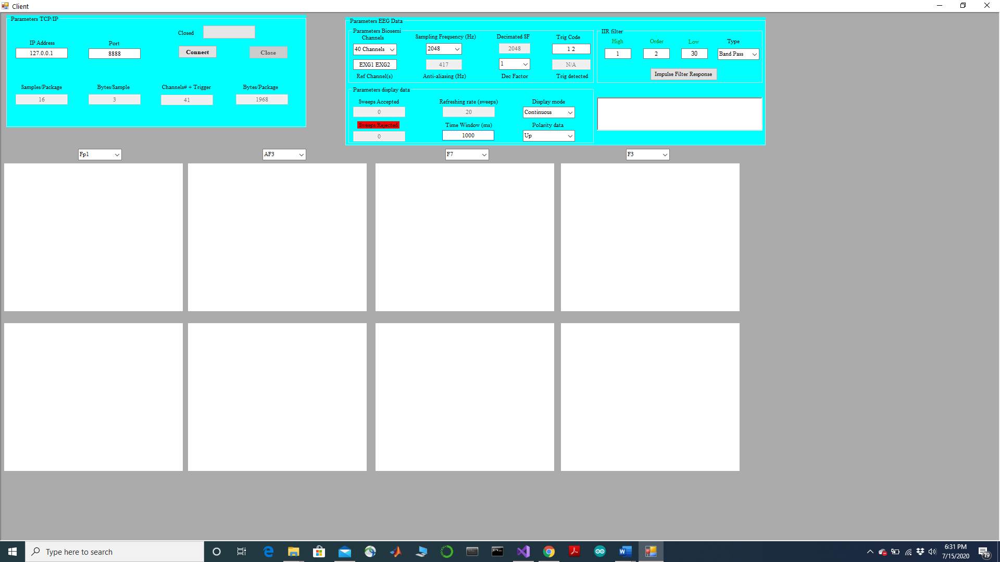 Client
Parameters TCP/IP
Closed
IP Address
Port
127.0.0.1
8888
Connect
Close
Samples/Package
Bytes/Sample
Channels# + Trigger
Bytes/Package
16
3
41
1968
Parameters EEG Data
Parameters Biosemi
Channels
Sampling Frequency (Hz)
Decimated SF
Trig Code
40 Channels
2048
2048
1 2
EXG1 EXG2
417
1
N/A
Ref Channel(s)
Anti-aliasing (Hz)
Dec Factor
Trig detected
IIR filter
High
Order
Low
Type
1
2
30
Band Pass
Impulse Filter Response
Parameters display data
Sweeps Accepted
Refreshing rate (sweeps)
Display mode
0
20
Continuous
Sweeps Rejected
Time Window (ms)
Polarity data
0
1000
Up
Fp1
AF3
F7
F3
Type here to search
6:31 PM
7/15/2020
19